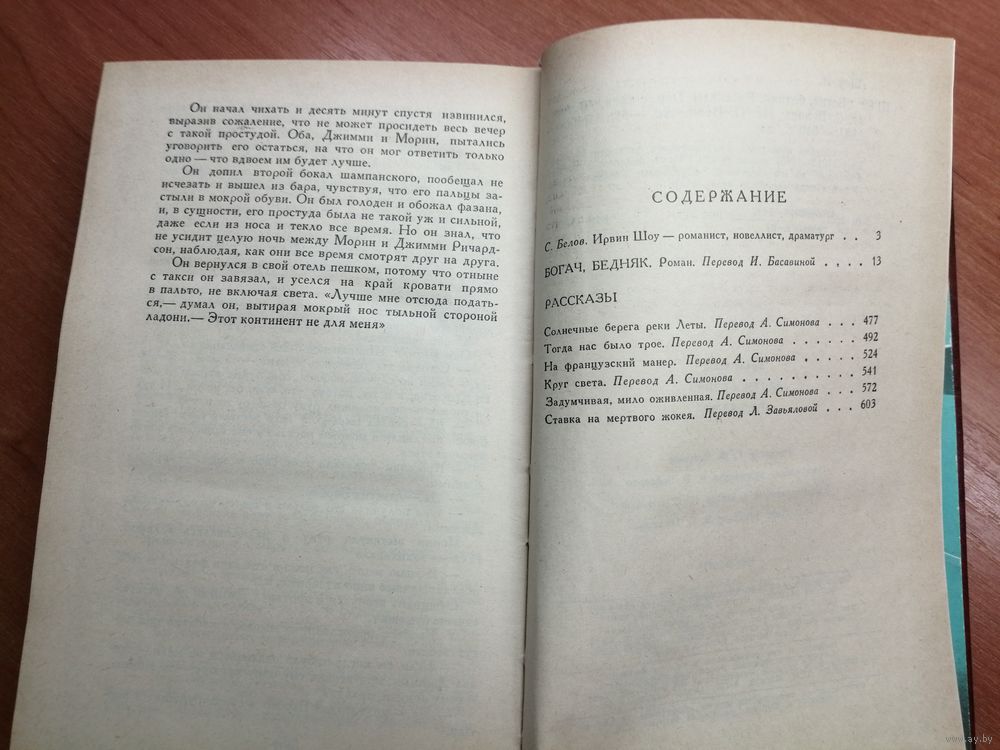 Он начал чихать и десять минут спустя извинился,
выразив сожаление, что не может просидеть весь вечер
с такой простудой. Оба, Джимми и Морин, пытались
уговорить его остаться, на что он мог ответить только
одно — что вдвоем им будет лучше.
Он допил второй бокал шампанского, пообещал не
исчезать и вышел из бара, чувствуя, что его пальцы за-
стыли в мокрой обуви. Он был голоден и обожал фазана,
и, в сущности, его простуда была не такой уж и сильной,
даже если из носа и текло все время. Но он знал, что
не усидит целую ночь между Морин и Джимми Ричард-
сон, наблюдая, как они все время смотрят друг на друга.
Он вернулся в свой отель пешком, потому что отныне
с такси он завязал, и уселся на край кровати прямо
в пальто, не включая света. «Лучше мне отсюда подать-
ся,— думал он, вытирая мокрый нос тыльной стороной
ладони.— Этот континент не для меня»
СОДЕРЖАНИЕ
С. Белов. Ирвин Шоу — романист, новеллист, драматург . . 3
БОГАЧ, БЕДНЯК. Роман. Перевод И. Басавиной . . . . 13
РАССКАЗЫ
Солнечные берега реки Леты. Перевод А. Симонова . . . 477
Тогда нас было трое. Перевод А. Симонова . . . . . 492
На французский манер. Перевод А. Симонова . . . . . 524
Круг света. Перевод А. Симонова . . . . . . . . . . 541
Задумчивая, мило оживленная. Перевод А. Симонова . . . 572
Ставка на мертвого жокея. Перевод Л. Завьяловой . . . 603
www.ay.by